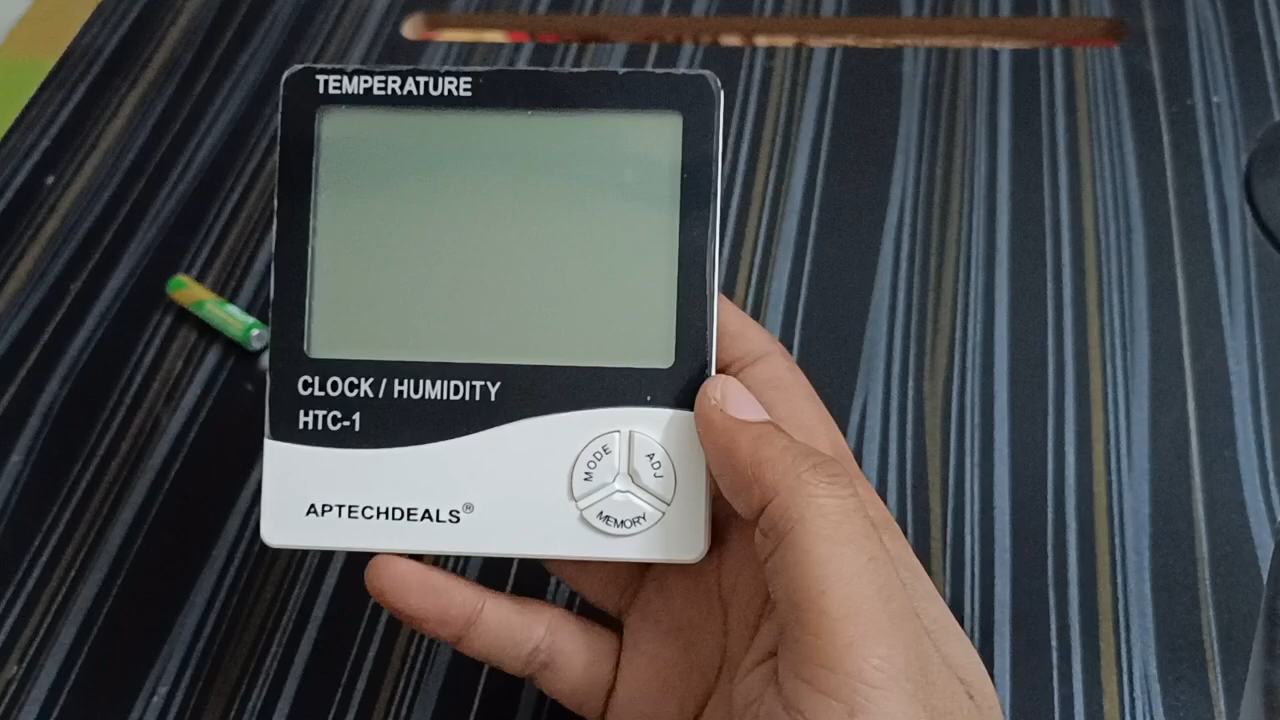 TEMPERATURE
CLOCK / HUMIDITY
HTC-1
MODE
ADJ
MEMORY
APTECHDEALS®